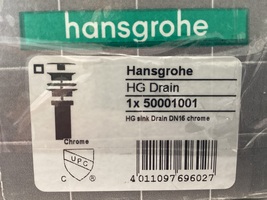 hansgrohe
Hansgrohe
HG Drain
1x 50001001
HG sink Drain DN16 chrome
Chrome
UPC
C ®
4 011097 696027